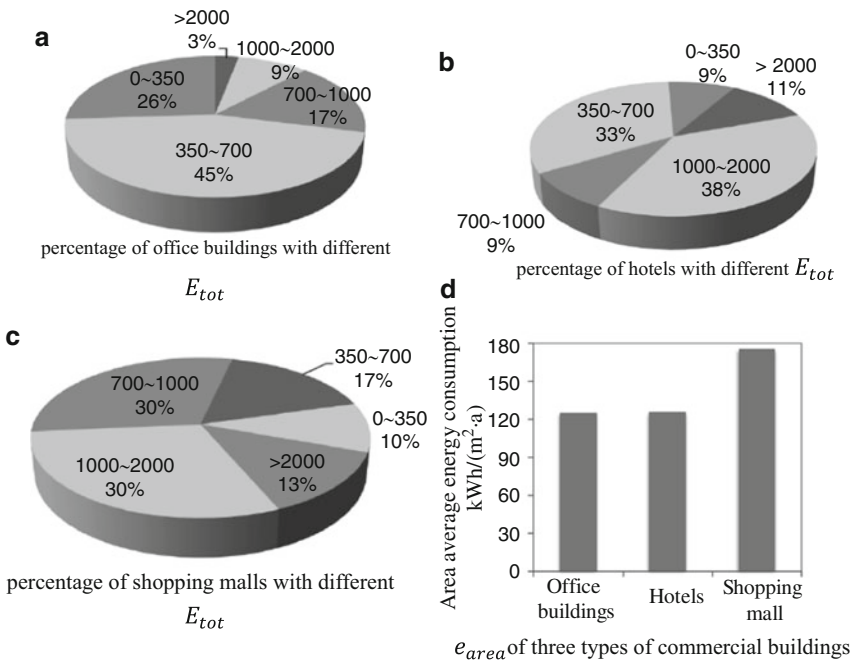 a
>2000
3%
1000~2000
9%
0~350
26%
700~1000
17%
350~700
45%
percentage of office buildings with different
E_tot
b
0~350
9%
> 2000
11%
350~700
33%
1000~2000
38%
700~1000
9%
percentage of hotels with different E_tot
c
350~700
17%
700~1000
30%
0~350
10%
1000~2000
30%
>2000
13%
percentage of shopping malls with different
E_tot
d
Area average energy consumption
kWh/(m²·a)
180
150
120
90
60
30
0
Office
buildings
Hotels
Shopping
mall
e_area of three types of commercial buildings